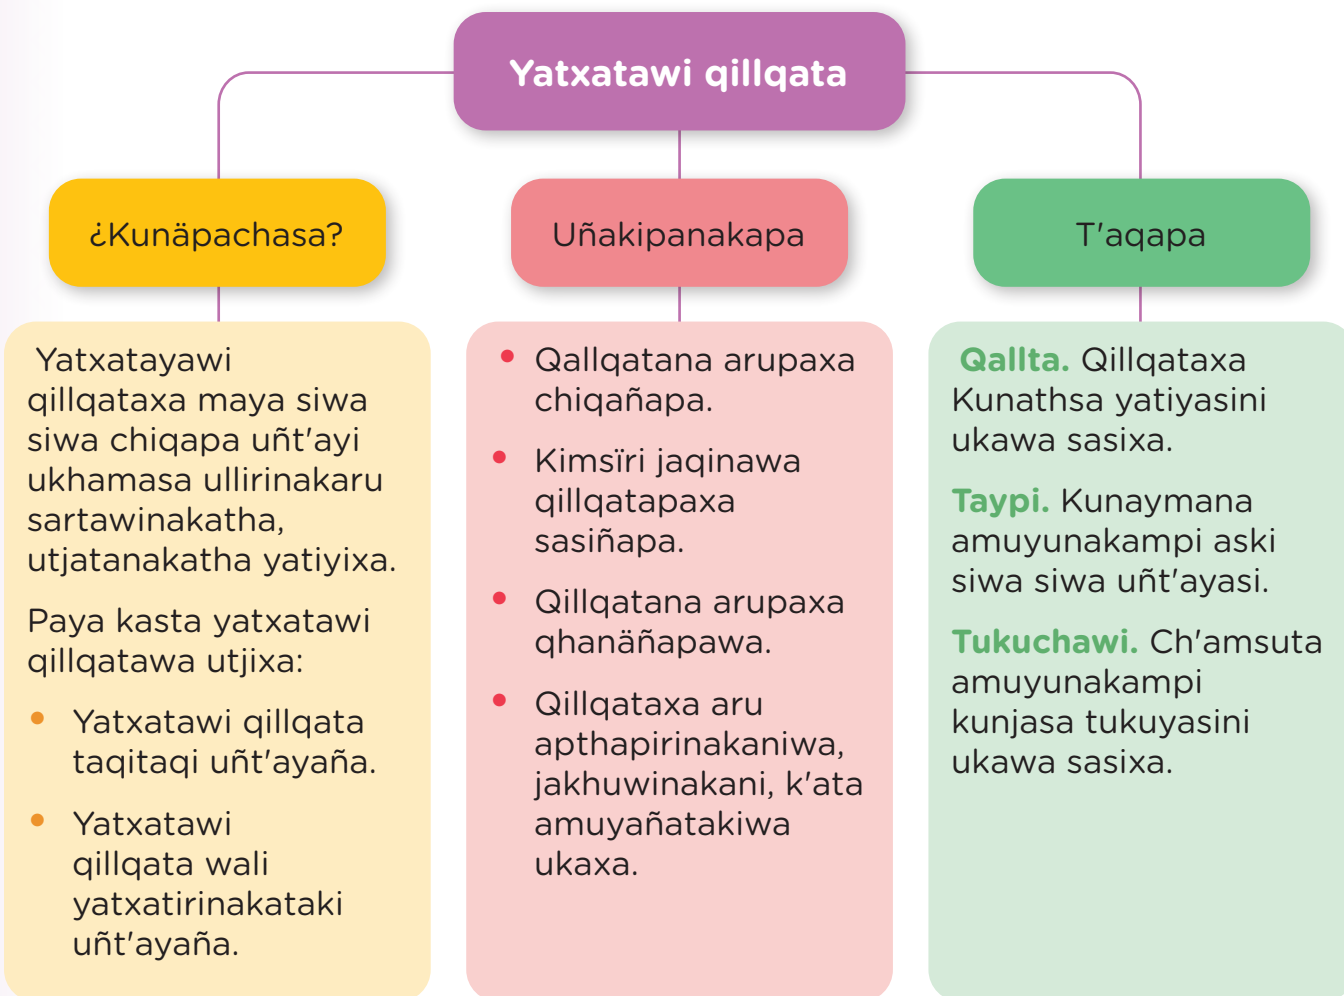 Yatxatawi qillqata
¿Kunäpachasa?
Yatxatayawi
qillqataxa maya siwa
siwa chiqapa uñt'ayi
ukhamasa ullirinakaru
sartawinakatha,
utjatanakatha yatiyixa.
Paya kasta yatxatawi
qillqatawa utjixa:
• Yatxatawi qillqata
taqitaqi uñt'ayaña.
• Yatxatawi
qillqata wali
yatxatirinakataki
uñt'ayaña.
Uñakipanakapa
• Qallqatana arupaxa
chiqañapa.
• Kimsïri jaqinawa
qillqatapaxa
sasiñapa.
• Qillqatana arupaxa
qhanäñapawa.
• Qillqataxa aru
apthapirinakaniwa,
jakhuwinakani, k'ata
amuyañatakiwa
ukaxa.
T'aqapa
Qallta. Qillqataxa
Kunathsa yatiyasini
ukawa sasixa.
Taypi. Kunaymana
amuyunakampi aski
siwa siwa uñt'ayasi.
Tukuchawi. Ch'amsuta
amuyunakampi
kunjasa tukuyasini
ukawa sasixa.